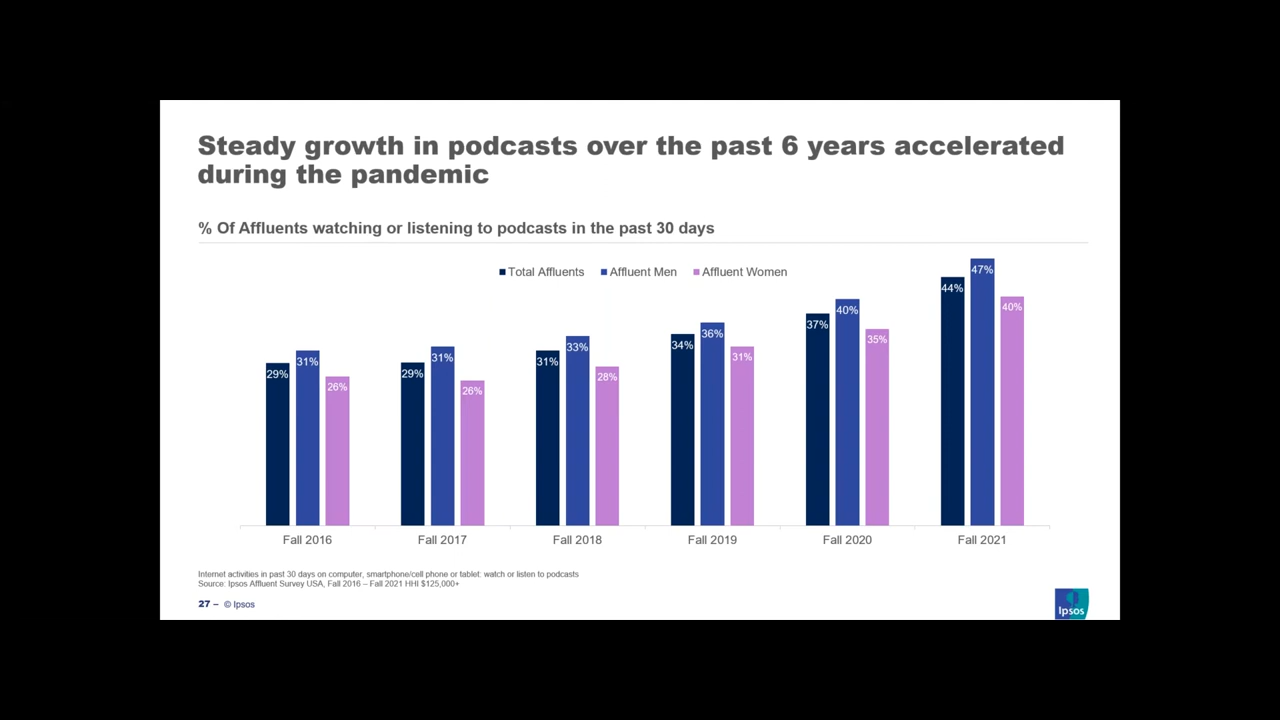 Steady growth in podcasts over the past 6 years accelerated
during the pandemic
% Of Affluents watching or listening to podcasts in the past 30 days
Total Affluents Affluent Men Affluent Women
29% 31% 26%
29% 31% 26%
31% 33% 28%
34% 36% 31%
37% 40% 35%
44% 47% 40%
Fall 2016 Fall 2017 Fall 2018 Fall 2019 Fall 2020 Fall 2021
Internet activities in past 30 days on computer, smartphone/cell phone or tablet: watch or listen to podcasts
Source: Ipsos Affluent Survey USA, Fall 2016 – Fall 2021 HHI $125,000+
27 – © Ipsos
Ipsos